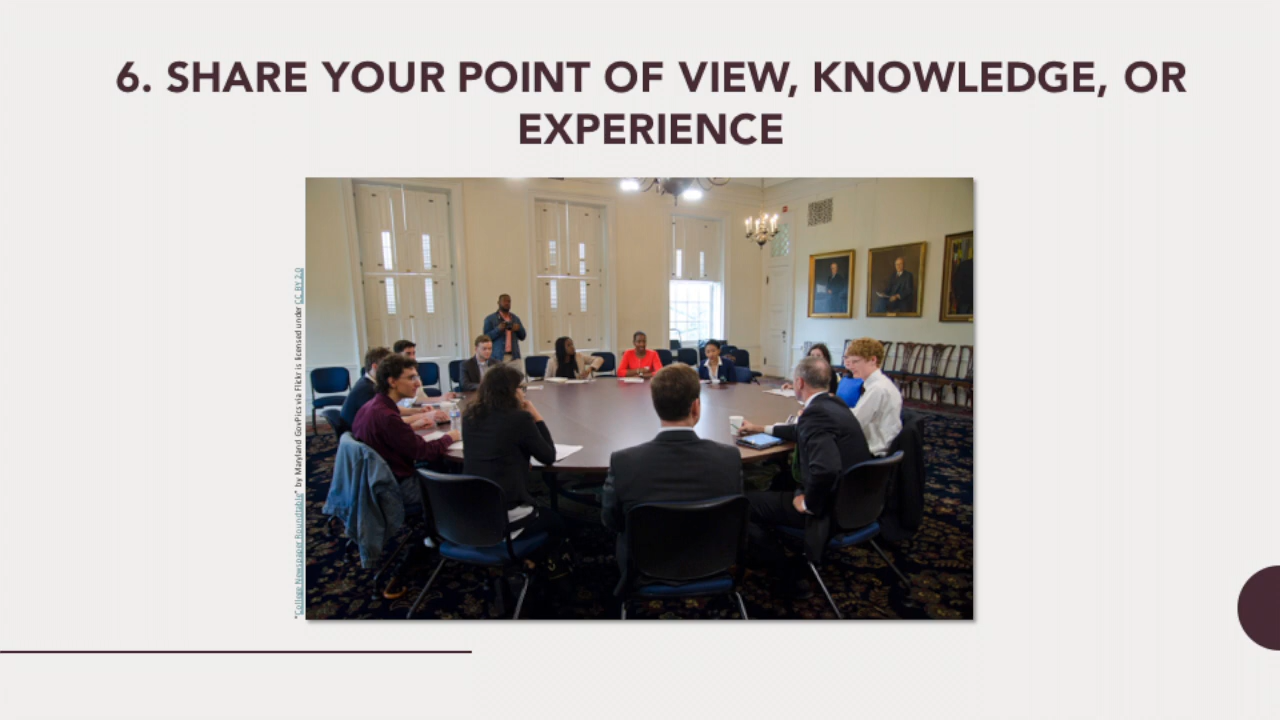 6. SHARE YOUR POINT OF VIEW, KNOWLEDGE, OR
EXPERIENCE
"College Newspaper Roundtable" by Maryland GovPics via Flickr is licensed under CC BY 2.0